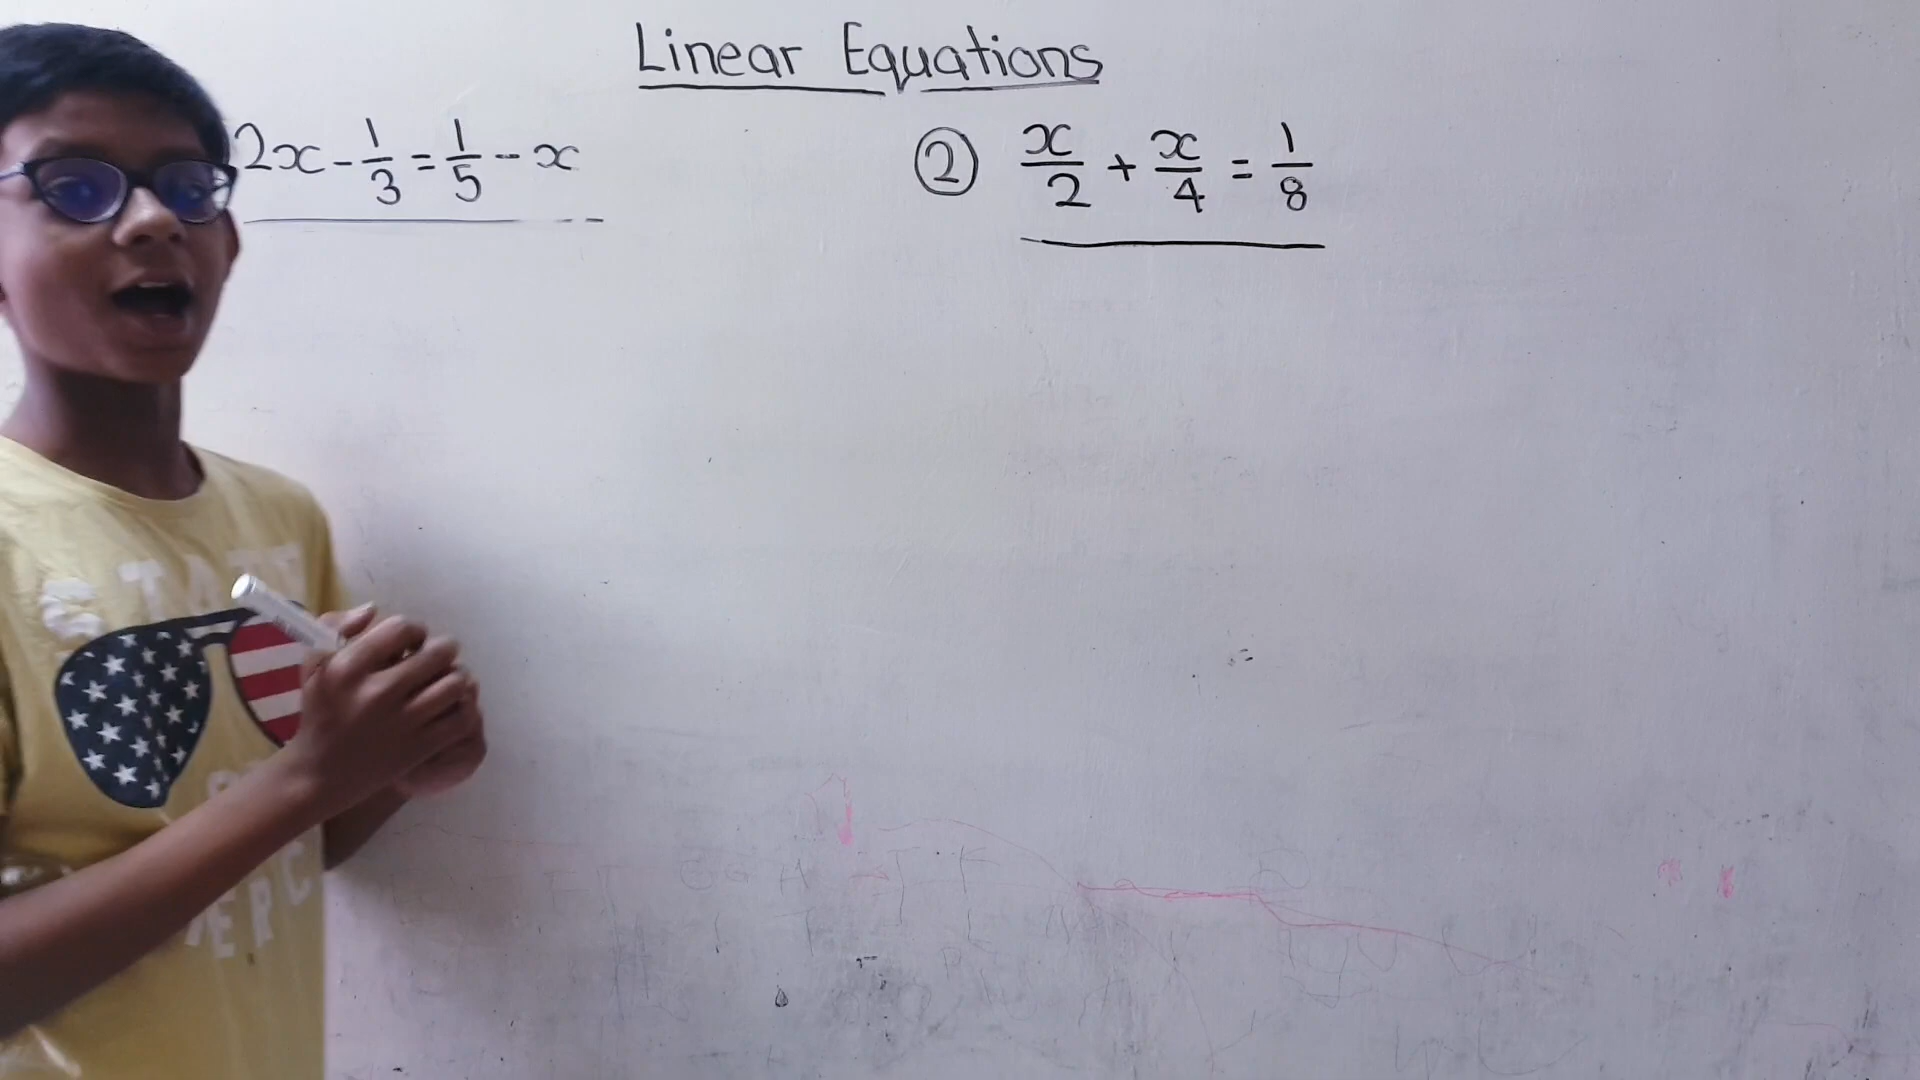 Linear Equations
2x - 1/3 = 1/5 - x
② x/2 + x/4 = 1/8